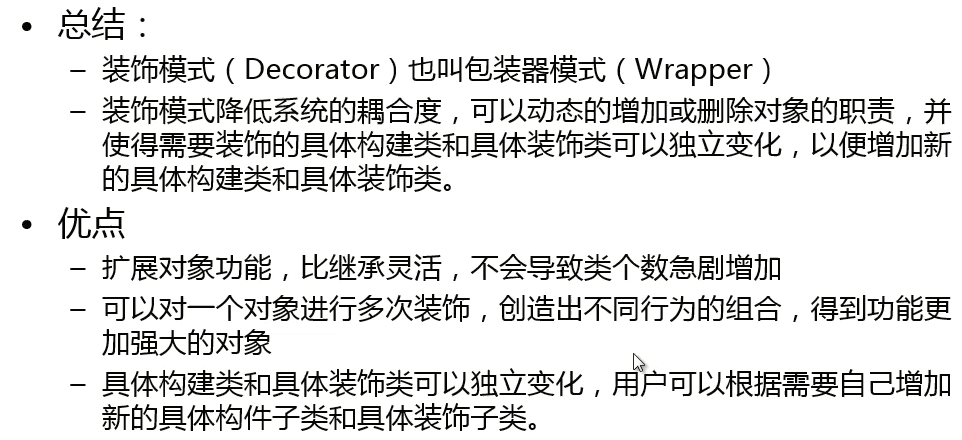 • 总结：
– 装饰模式（Decorator）也叫包装器模式（Wrapper）
– 装饰模式降低系统的耦合度，可以动态的增加或删除对象的职责，并
使得需要装饰的具体构建类和具体装饰类可以独立变化，以便增加新
的具体构建类和具体装饰类。
• 优点
– 扩展对象功能，比继承灵活，不会导致类个数急剧增加
– 可以对一个对象进行多次装饰，创造出不同行为的组合，得到功能更
加强大的对象
– 具体构建类和具体装饰类可以独立变化，用户可以根据需要自己增加
新的具体构件子类和具体装饰子类。